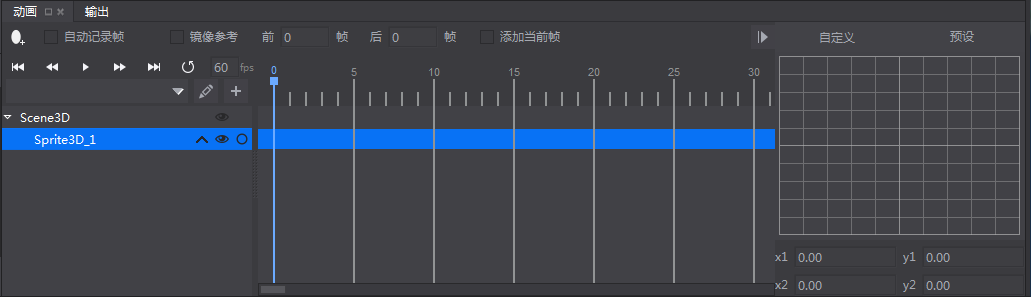 动画 输出
自动记录帧 镜像参考 前 0 帧 后 0 帧 添加当前帧
自定义 预设
60 fps
0 5 10 15 20 25 30
Scene3D
Sprite3D_1
x1 0.00 y1 0.00
x2 0.00 y2 0.00